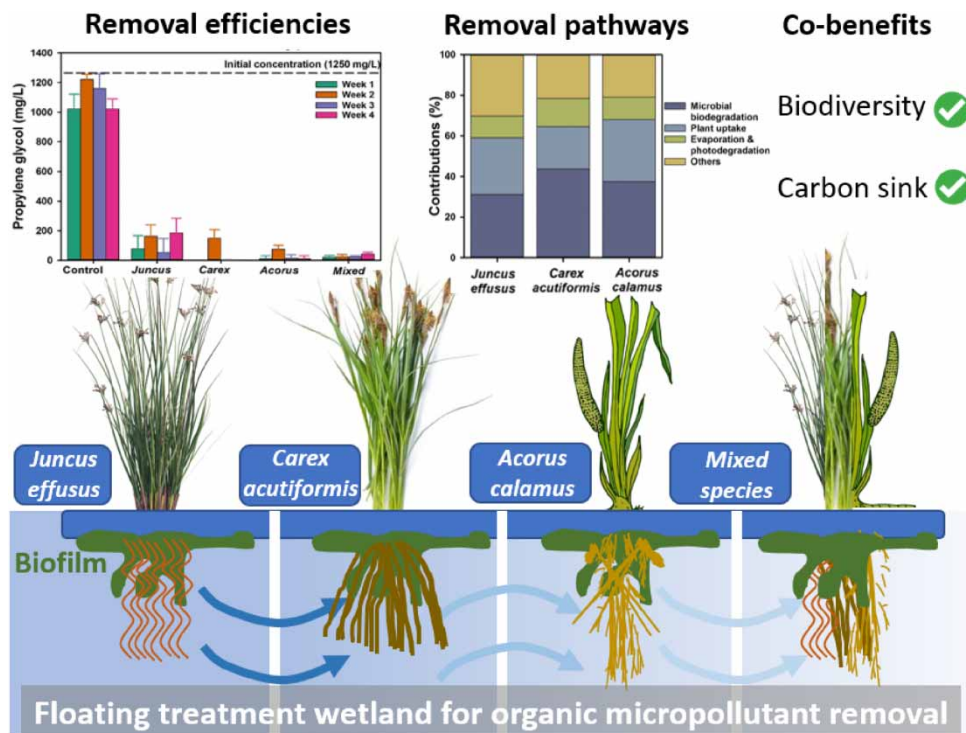 Removal efficiencies
Removal pathways
Co-benefits
Propylene glycol (mg/L)
1400
1200
1000
800
600
400
200
0
Initial concentration (1250 mg/L)
Week 1
Week 2
Week 3
Week 4
Control
Juncus
Carex
Acorus
Mixed
Contributions (%)
100
80
60
40
20
0
Microbial
biodegradation
Plant uptake
Evaporation &
photodegradation
Others
Juncus
effusus
Carex
acutiformis
Acorus
calamus
Biodiversity
Carbon sink
Juncus
effusus
Carex
acutiformis
Acorus
calamus
Mixed
species
Biofilm
Floating treatment wetland for organic micropollutant removal